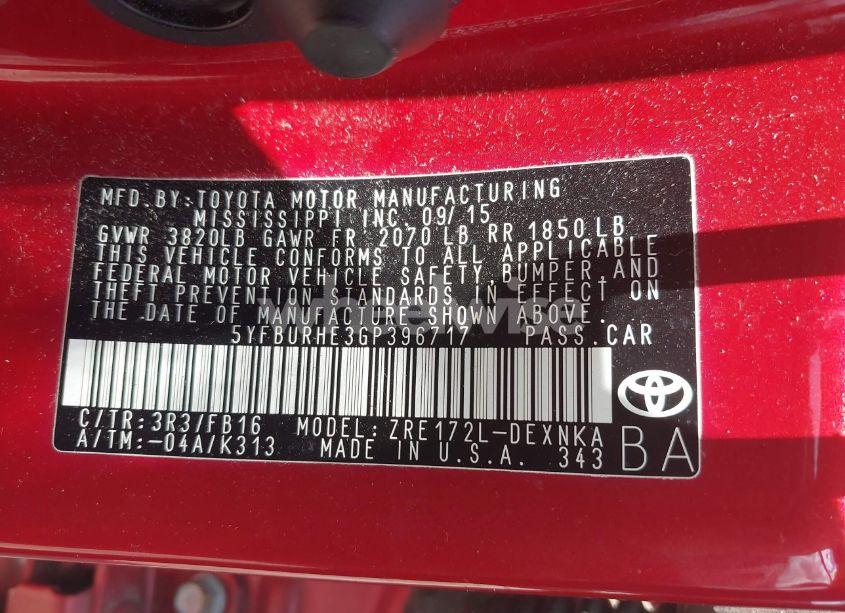 MFD.BY:TOYOTA MOTOR MANUFACTURING
MISSISSIPPI INC. 09/15
GVWR 3820LB GAWR FR. 2070 LB RR 1850 LB
THIS VEHICLE CONFORMS TO ALL APPLICABLE
FEDERAL MOTOR VEHICLE SAFETY, BUMPER, AND
THEFT PREVENTION STANDARDS IN EFFECT ON
THE DATE OF MANUFACTURE SHOWN ABOVE.
5YFBURHE3GP396717 PASS.CAR
C/TR:3R3/FB16 MODEL:ZRE172L-DEXNKA
A/TM:-04A/K313 MADE IN U.S.A. 343
BA